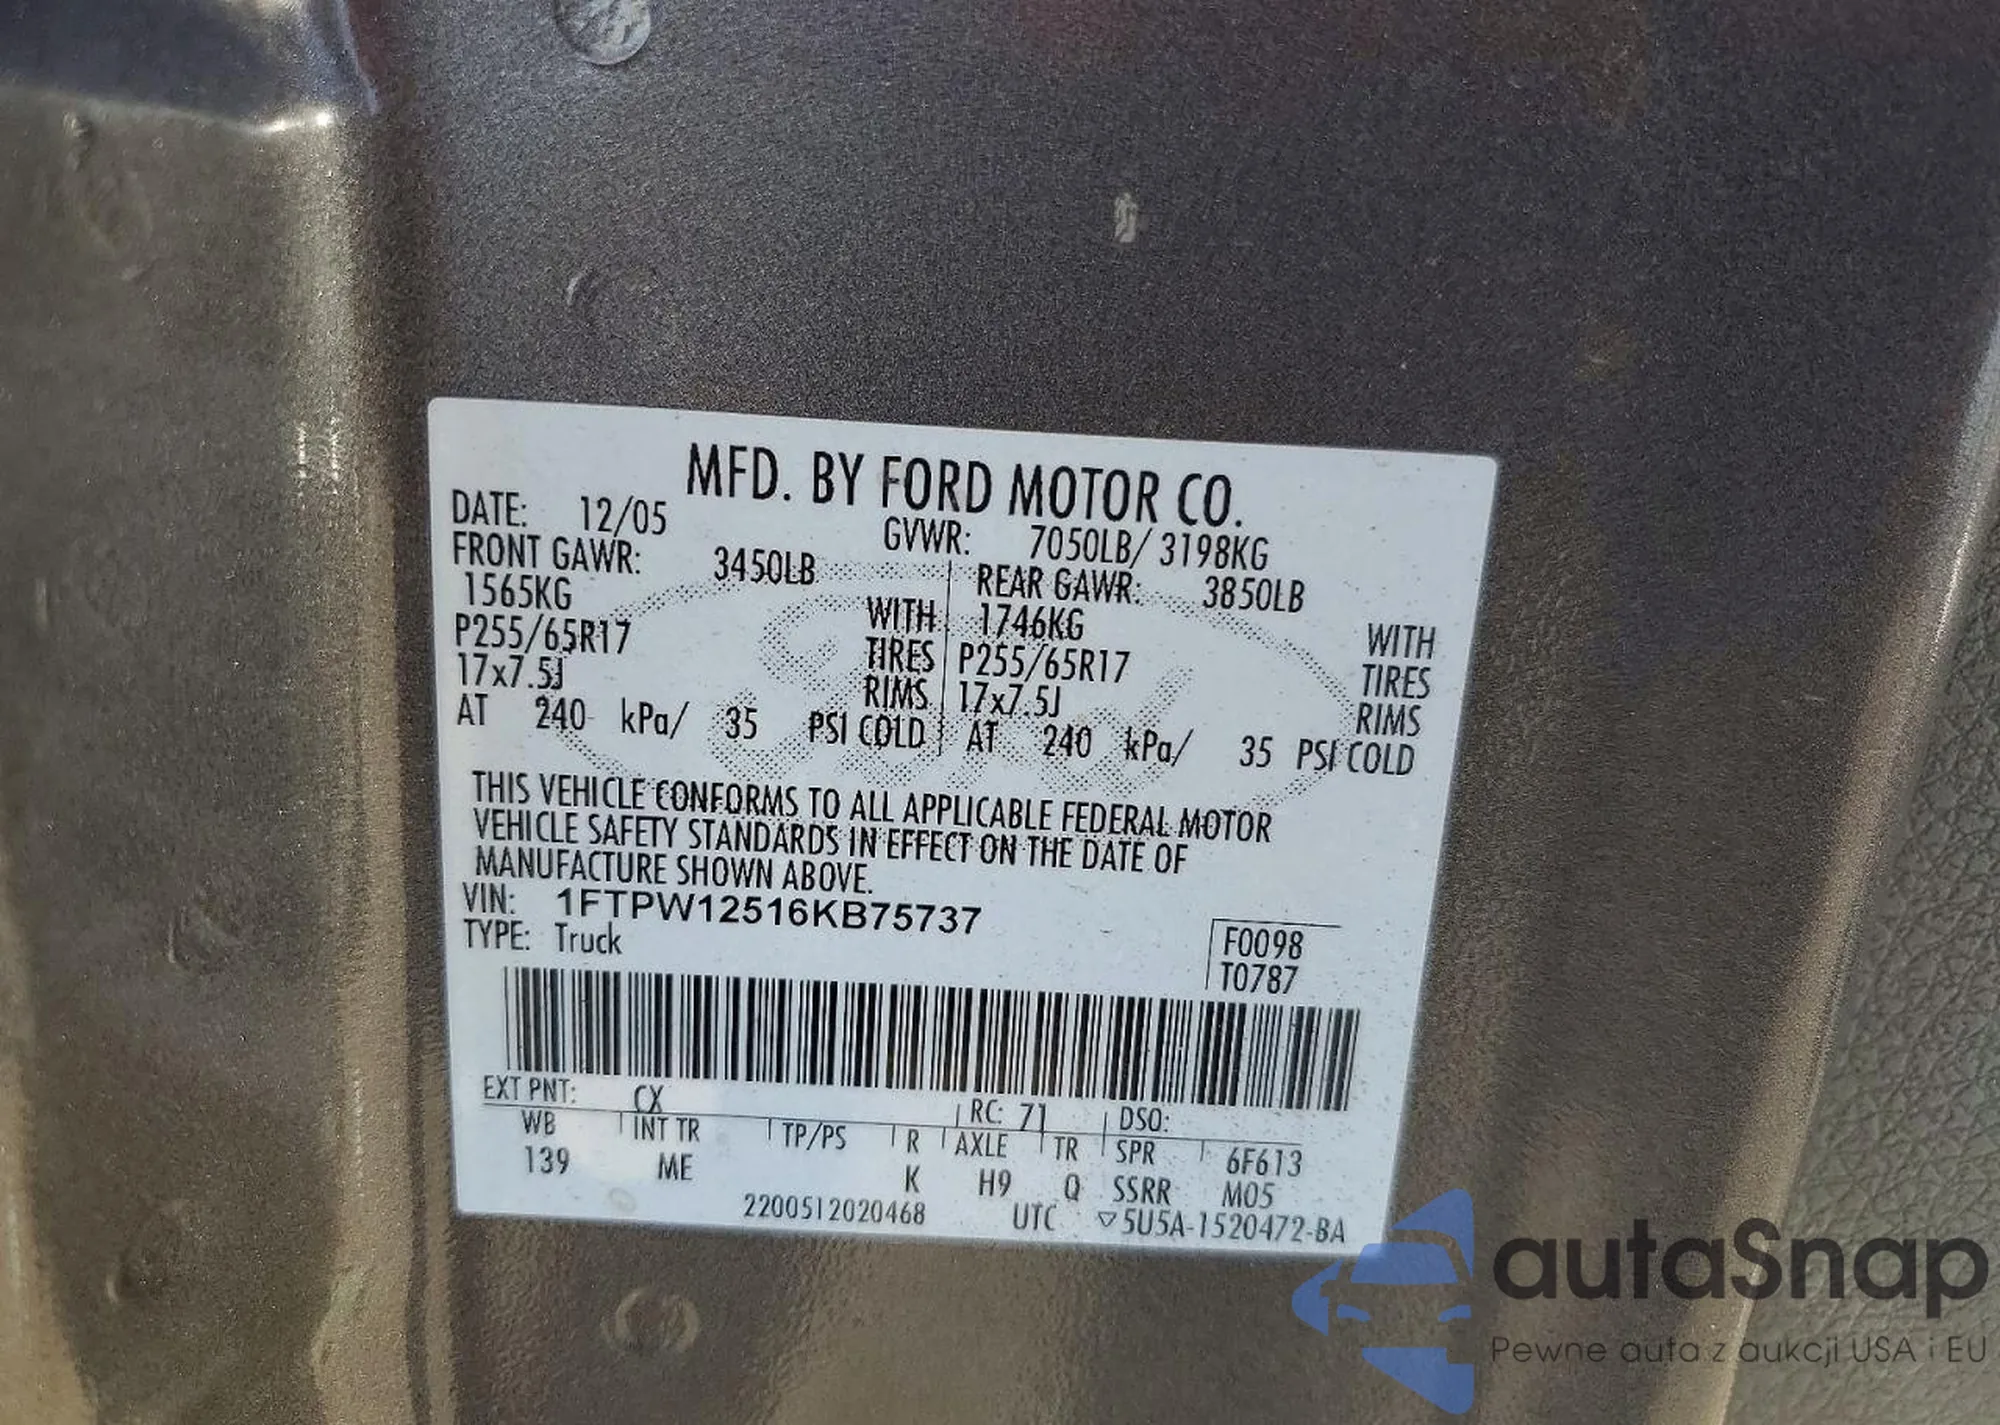 MFD. BY FORD MOTOR CO.
DATE: 12/05 GVWR: 7050LB/ 3198KG
FRONT GAWR: 3450LB REAR GAWR: 3850LB
1565KG WITH 1746KG WITH
P255/65R17 TIRES P255/65R17 TIRES
17x7.5J RIMS 17x7.5J RIMS
AT 240 kPa/ 35 PSI COLD AT 240 kPa/ 35 PSI COLD
THIS VEHICLE CONFORMS TO ALL APPLICABLE FEDERAL MOTOR
VEHICLE SAFETY STANDARDS IN EFFECT ON THE DATE OF
MANUFACTURE SHOWN ABOVE.
VIN: 1FTPW12516KB75737
TYPE: Truck
F0098
T0787
EXT PNT: CX RC: 71 DSO:
WB INT TR TP/PS R AXLE TR SPR 6F613
139 ME K H9 Q SSRR M05
2200512020468 UTC ▽5U5A-1520472-BA
autoSnap
Pewne auta z aukcji USA i EU